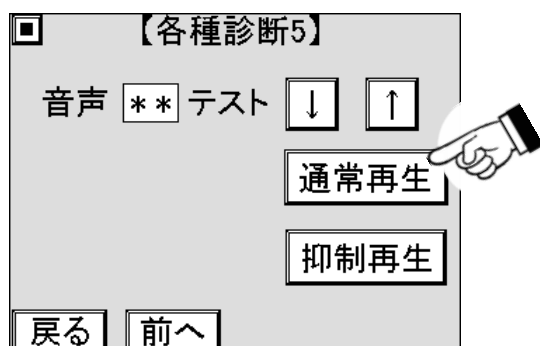 【各種診断5】
音声 ** テスト ↓ ↑
通常再生
抑制再生
戻る 前へ